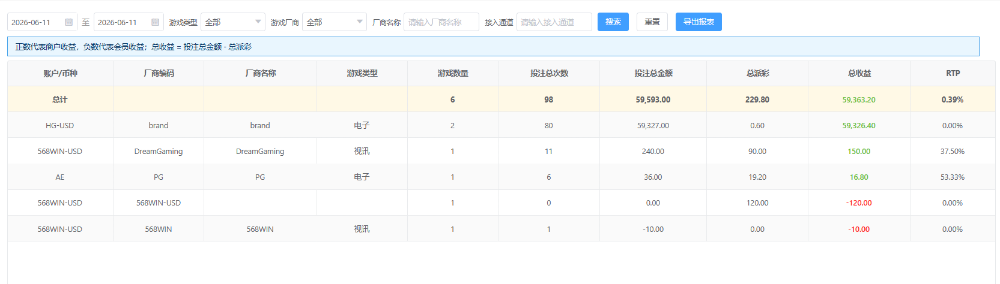 2026-06-11 至 2026-06-11 游戏类型 全部 游戏厂商 全部 厂商名称 请输入厂商名称 接入通道 请输入接入通道 搜索 重置 导出报表
正数代表商户收益，负数代表会员收益；总收益 = 投注总金额 - 总派彩
账户/币种 厂商编码 厂商名称 游戏类型 游戏数量 投注总次数 投注总金额 总派彩 总收益 RTP
总计 6 98 59,593.00 229.80 59,363.20 0.39%
HG-USD brand brand 电子 2 80 59,327.00 0.60 59,326.40 0.00%
568WIN-USD DreamGaming DreamGaming 视讯 1 11 240.00 90.00 150.00 37.50%
AE PG PG 电子 1 6 36.00 19.20 16.80 53.33%
568WIN-USD 568WIN-USD 1 0 0.00 120.00 -120.00 0.00%
568WIN-USD 568WIN 568WIN 视讯 1 1 -10.00 0.00 -10.00 0.00%